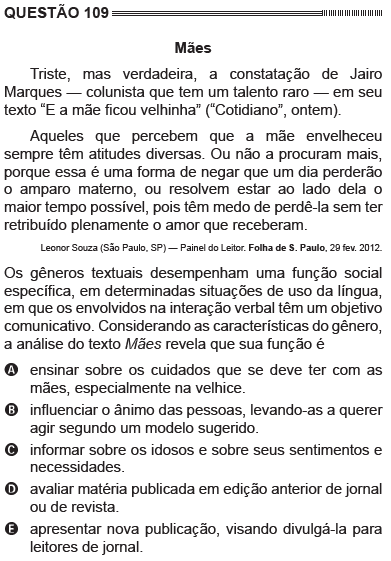 QUESTÃO 109
Mães
Triste, mas verdadeira, a constatação de Jairo
Marques — colunista que tem um talento raro — em seu
texto “E a mãe ficou velhinha” (“Cotidiano”, ontem).
Aqueles que percebem que a mãe envelheceu
sempre têm atitudes diversas. Ou não a procuram mais,
porque essa é uma forma de negar que um dia perderão
o amparo materno, ou resolvem estar ao lado dela o
maior tempo possível, pois têm medo de perdê-la sem ter
retribuído plenamente o amor que receberam.
Leonor Souza (São Paulo, SP) — Painel do Leitor. Folha de S. Paulo, 29 fev. 2012.
Os gêneros textuais desempenham uma função social
específica, em determinadas situações de uso da língua,
em que os envolvidos na interação verbal têm um objetivo
comunicativo. Considerando as características do gênero,
a análise do texto Mães revela que sua função é
A ensinar sobre os cuidados que se deve ter com as
mães, especialmente na velhice.
B influenciar o ânimo das pessoas, levando-as a querer
agir segundo um modelo sugerido.
C informar sobre os idosos e sobre seus sentimentos e
necessidades.
D avaliar matéria publicada em edição anterior de jornal
ou de revista.
E apresentar nova publicação, visando divulgá-la para
leitores de jornal.